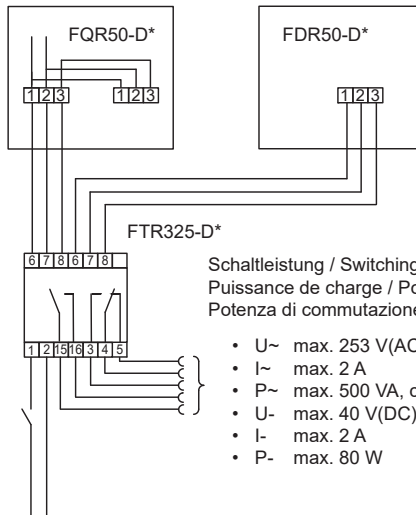 FQR50-D*
FDR50-D*
1 2 3
1 2 3
1 2 3
FTR325-D*
6 7 8 6 7 8
1 2 15 16 3 4 5
Schaltleistung / Switching
Puissance de charge / Po
Potenza di commutazione
• U~ max. 253 V(AC
• I~ max. 2 A
• P~ max. 500 VA, c
• U- max. 40 V(DC)
• I- max. 2 A
• P- max. 80 W